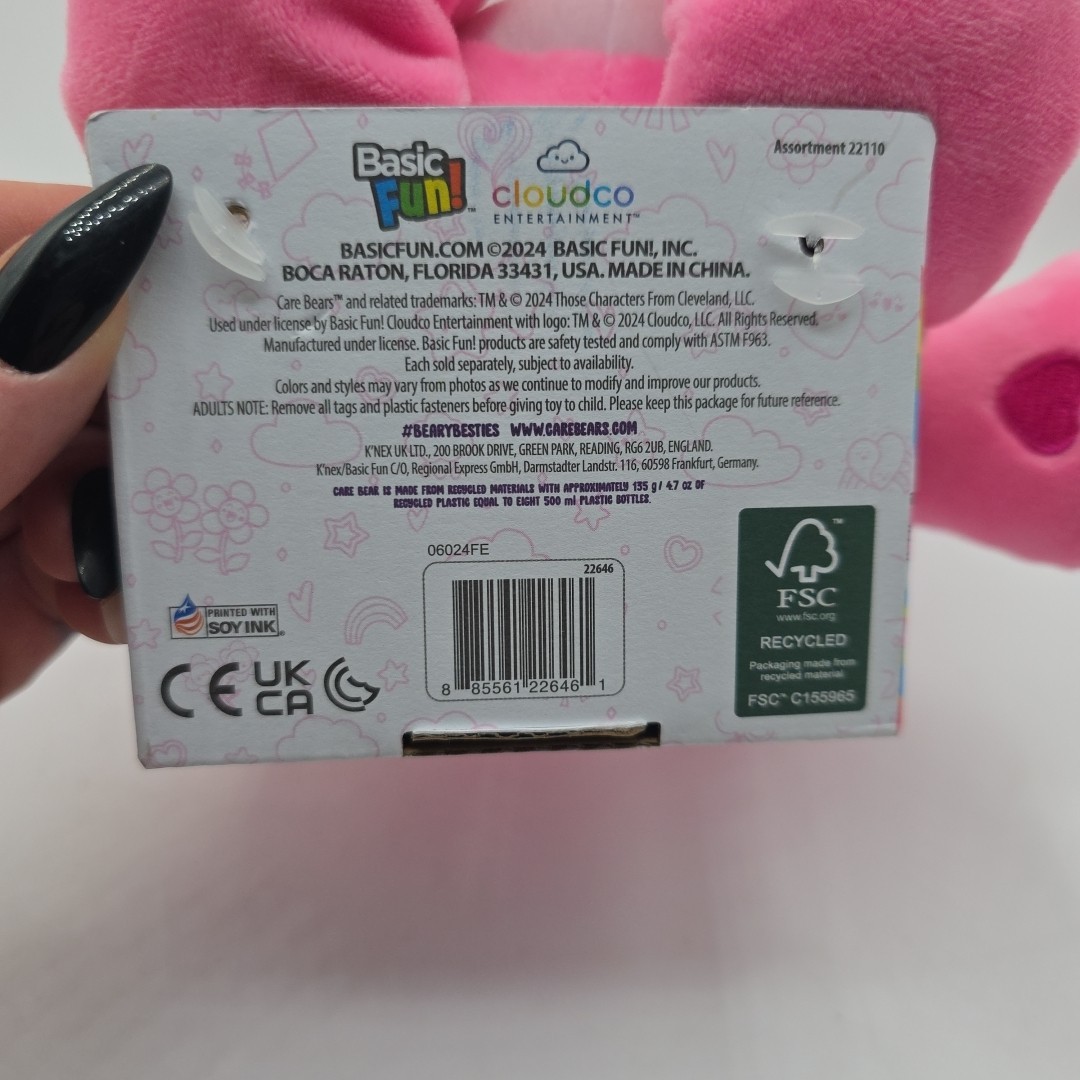 Assortment 22110
Basic Fun!™
cloudco
ENTERTAINMENT™
BASICFUN.COM ©2024 BASIC FUN!, INC.
BOCA RATON, FLORIDA 33431, USA. MADE IN CHINA.
Care Bears™ and related trademarks: TM & © 2024 Those Characters From Cleveland, LLC.
Used under license by Basic Fun! Cloudco Entertainment with logo: TM & © 2024 Cloudco, LLC. All Rights Reserved.
Manufactured under license. Basic Fun! products are safety tested and comply with ASTM F963.
Each sold separately, subject to availability.
Colors and styles may vary from photos as we continue to modify and improve our products.
ADULTS NOTE: Remove all tags and plastic fasteners before giving toy to child. Please keep this package for future reference.
#BEARYBESTIES WWW.CAREBEARS.COM
K'NEX UK LTD., 200 BROOK DRIVE, GREEN PARK, READING, RG6 2UB, ENGLAND.
K'nex/Basic Fun C/O, Regional Express GmbH, Darmstadter Landstr. 116, 60598 Frankfurt, Germany.
CARE BEAR IS MADE FROM RECYCLED MATERIALS WITH APPROXIMATELY 135 g / 4.7 oz OF
RECYCLED PLASTIC EQUAL TO EIGHT 500 ml PLASTIC BOTTLES.
06024FE
22646
8 85561 22646 1
PRINTED WITH
SOY INK®
CE UK
CA
FSC™
www.fsc.org
RECYCLED
Packaging made from
recycled material
FSC™ C155965